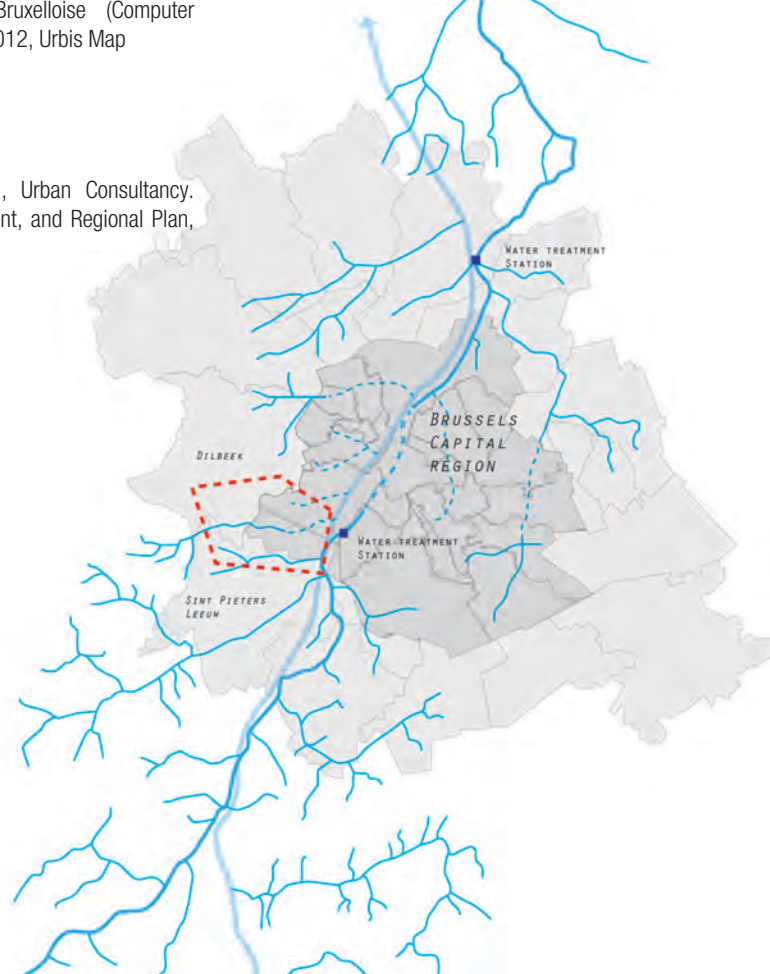 Bruxelloise (Computer
012, Urbis Map
, Urban Consultancy.
nt, and Regional Plan,
WATER TREATMENT
STATION
BRUSSELS
CAPITAL
REGION
DILBEEK
WATER TREATMENT
STATION
SINT PIETERS
LEEUW